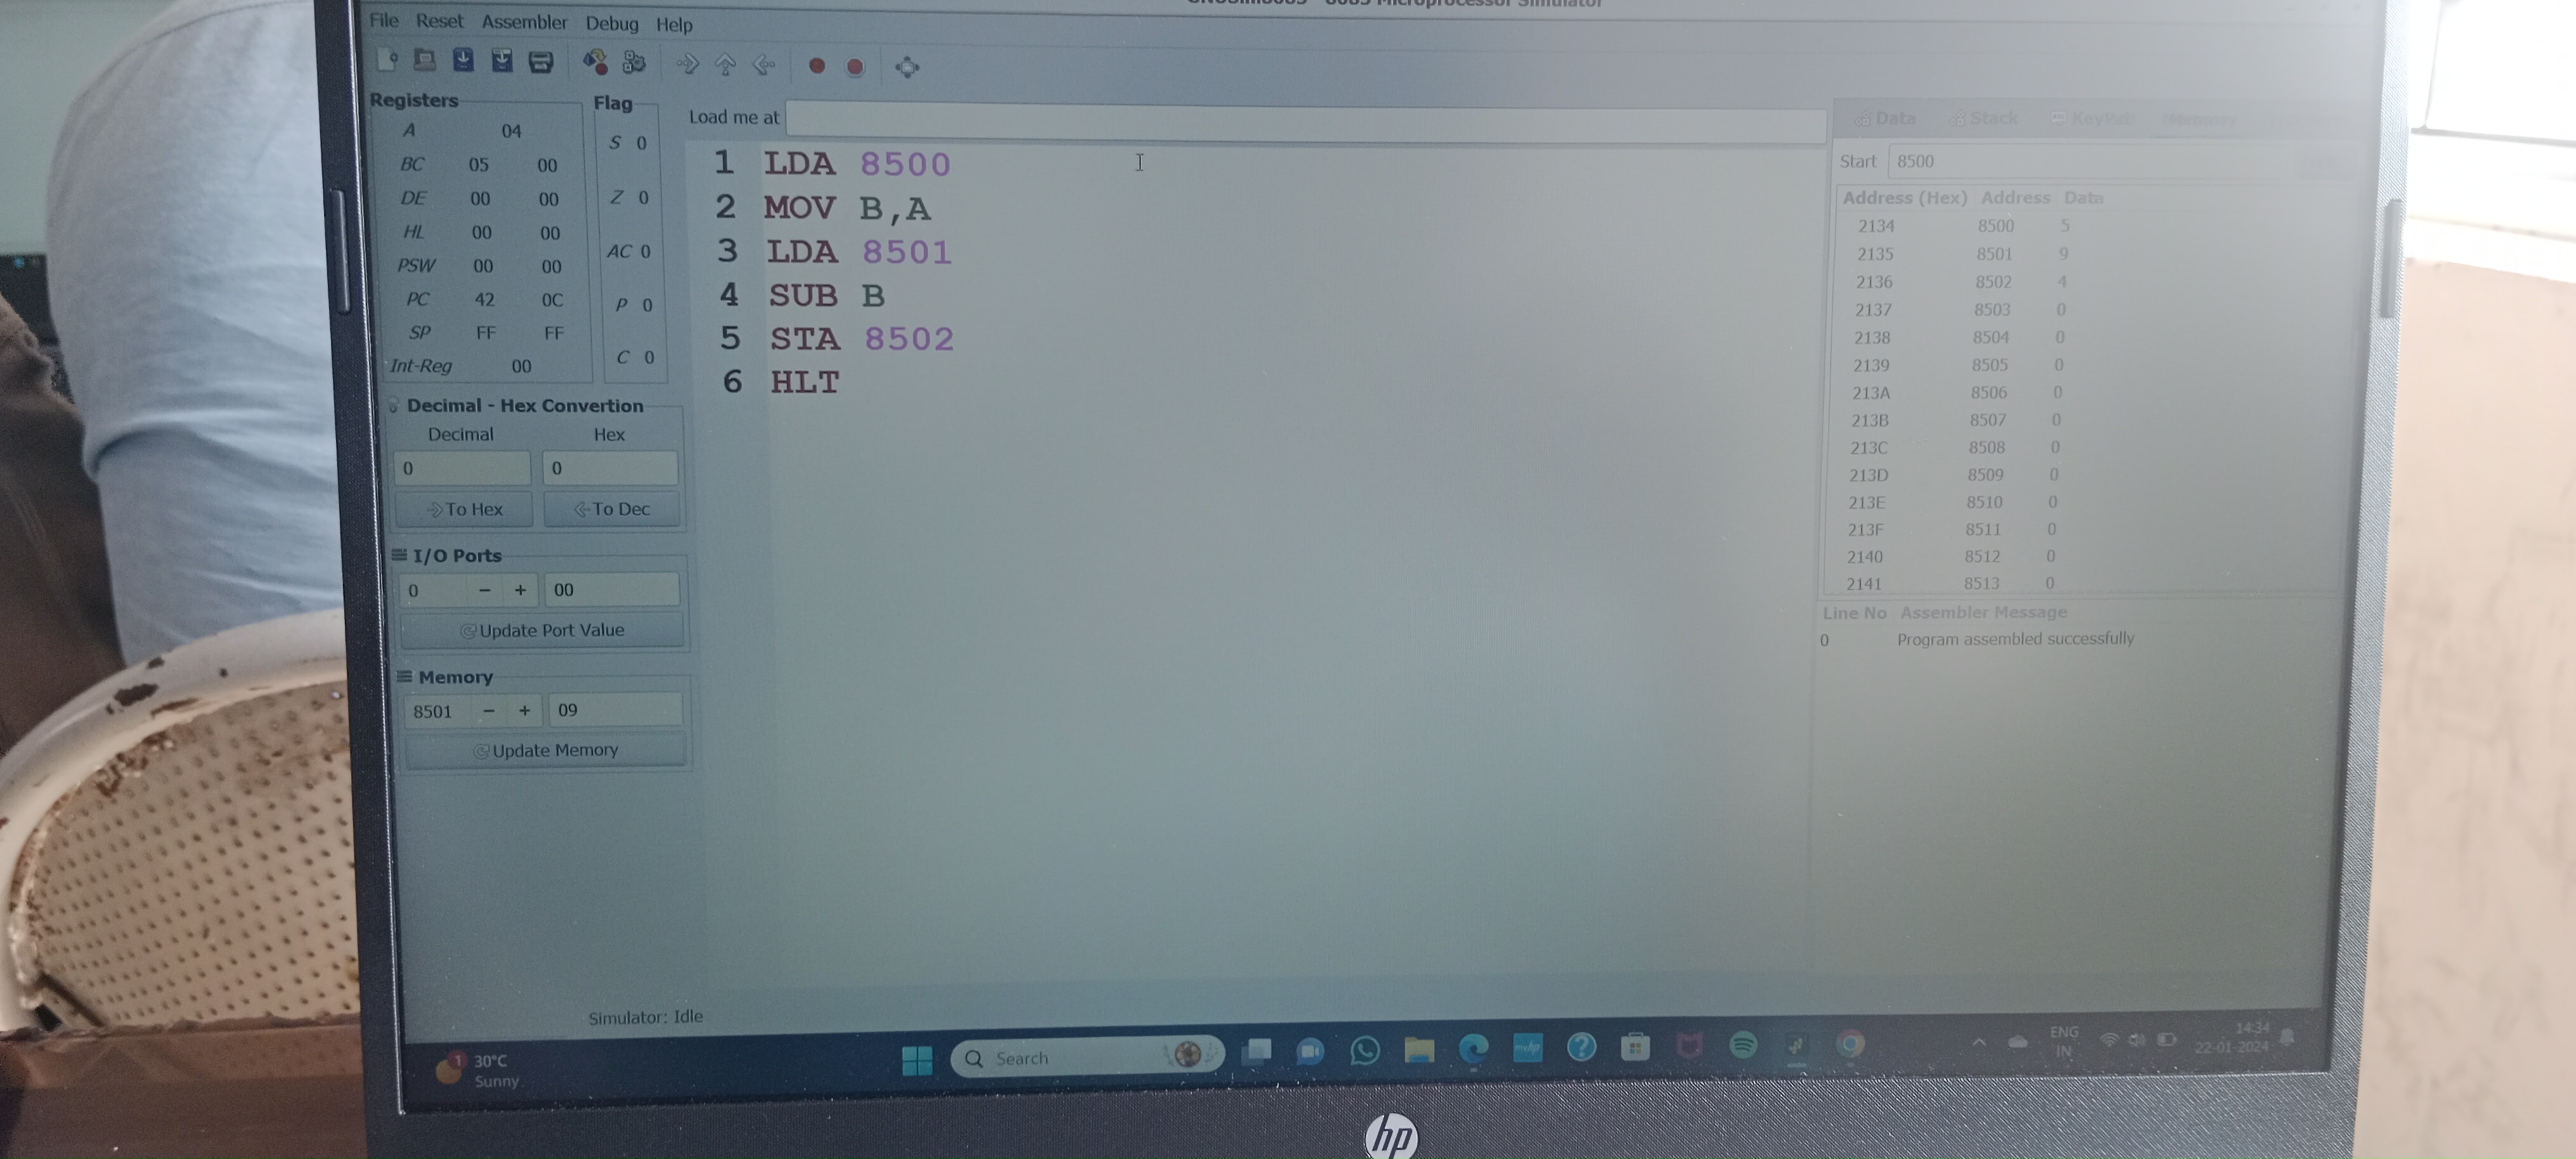 File Reset Assembler Debug Help
Registers
A 04
BC 05 00
DE 00 00
HL 00 00
PSW 00 00
PC 42 0C
SP FF FF
Int-Reg 00
Flag
S 0
Z 0
AC 0
P 0
C 0
Decimal - Hex Convertion
Decimal Hex
0 0
To Hex To Dec
I/O Ports
0 - + 00
Update Port Value
Memory
8501 - + 09
Update Memory
Load me at
1 LDA 8500
2 MOV B,A
3 LDA 8501
4 SUB B
5 STA 8502
6 HLT
Data Stack KeyPad Memory
Start 8500
Address (Hex) Address Data
2134 8500 5
2135 8501 9
2136 8502 4
2137 8503 0
2138 8504 0
2139 8505 0
213A 8506 0
213B 8507 0
213C 8508 0
213D 8509 0
213E 8510 0
213F 8511 0
2140 8512 0
2141 8513 0
Line No Assembler Message
0 Program assembled successfully
Simulator: Idle
1 30°C
Sunny
Search
ENG
IN
14:34
22-01-2024
hp